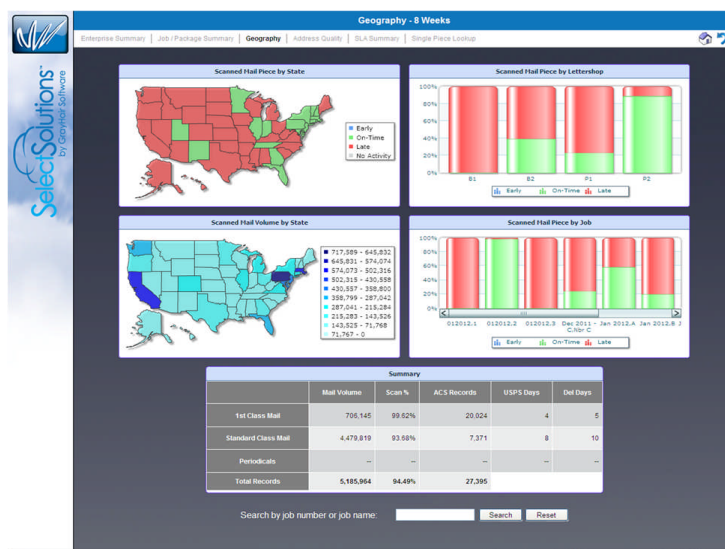 Geography - 8 Weeks
Enterprise Summary | Job / Package Summary | Geography | Address Quality | SLA Summary | Single Piece Lookup
SelectSolutions
by GrayHair Software
Scanned Mail Piece by State
Early
On-Time
Late
No Activity
Scanned Mail Piece by Lettershop
100%
80%
60%
40%
20%
0%
B1 B2 P1 P2
Early On-Time Late
Scanned Mail Volume by State
717,589 - 645,832
645,831 - 574,074
574,073 - 502,316
502,315 - 430,558
430,557 - 358,800
358,799 - 287,042
287,041 - 215,284
215,283 - 143,526
143,525 - 71,768
71,767 - 0
Scanned Mail Piece by Job
100%
80%
60%
40%
20%
0%
012012.1 012012.2 012012.3 Dec 2011 - Jan 2012.A Jan 2012.B J
C.Nbr C
Early On-Time Late
Summary
Mail Volume Scan % ACS Records USPS Days Del Days
1st Class Mail 706,145 99.62% 20,024 4 5
Standard Class Mail 4,479,819 93.68% 7,371 8 10
Periodicals -- -- -- -- --
Total Records 5,185,964 94.49% 27,395
Search by job number or job name: Search Reset